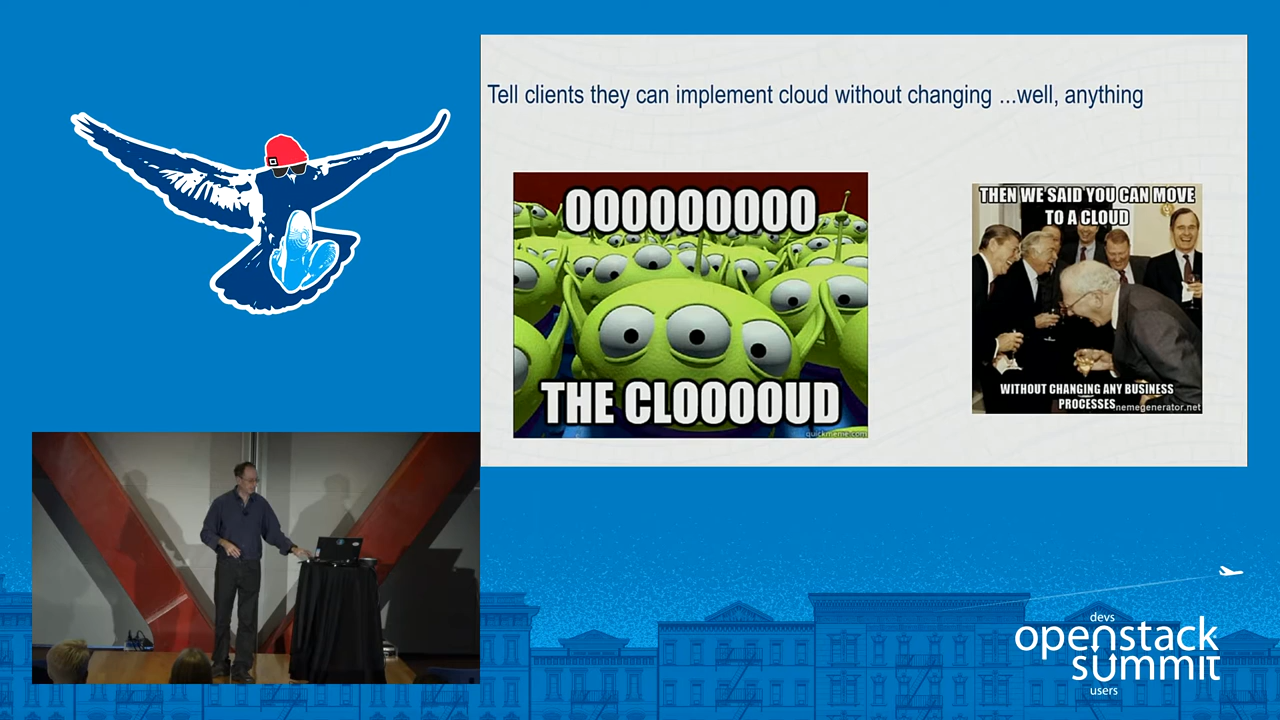 Tell clients they can implement cloud without changing ...well, anything
OOOOOOOOO
THE CLOOOOUD
quickmeme.com
THEN WE SAID YOU CAN MOVE
TO A CLOUD
WITHOUT CHANGING ANY BUSINESS
PROCESSES
memegenerator.net
devs
openstack
summit
users